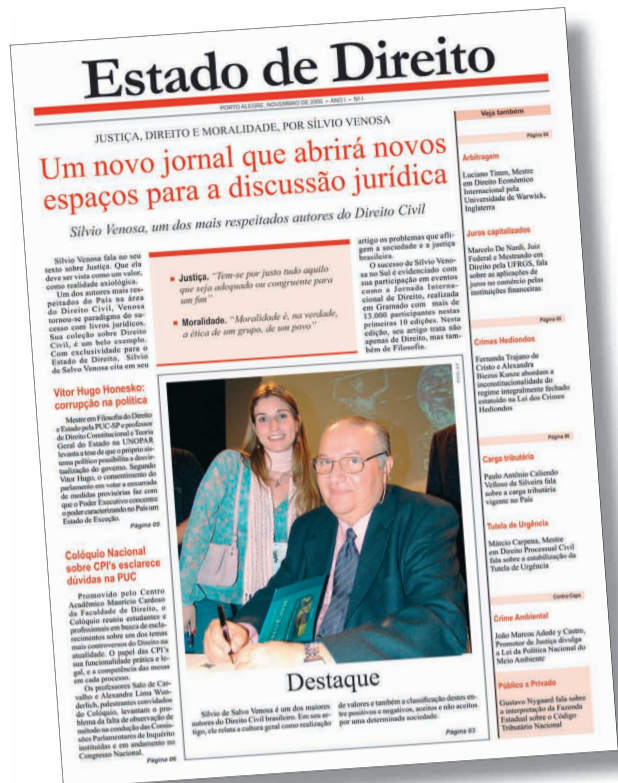 Estado de Direito
PORTO ALEGRE, NOVEMBRO DE 2005 • ANO I • Nº I
JUSTIÇA, DIREITO E MORALIDADE, POR SÍLVIO VENOSA
Um novo jornal que abrirá novos
espaços para a discussão jurídica
Silvio Venosa, um dos mais respeitados autores do Direito Civil
Sílvio Venosa fala no seu
texto sobre Justiça. Que ela
deve ser vista como um valor,
como realidade axiológica.
Um dos autores mais res-
peitados do País na área
do Direito Civil, Venosa
tornou-se paradigma do su-
cesso com livros jurídicos.
Sua coleção sobre Direito
Civil, é um belo exemplo.
Com exclusividade para o
Estado de Direito, Sílvio
de Salvo Venosa cita em seu
Justiça. “Tem-se por justo tudo aquilo
que seja adequado ou congruente para
um fim”
Moralidade. “Moralidade é, na verdade,
a ética de um grupo, de um povo”
artigo os problemas que afli-
gem a sociedade e a justiça
brasileira.
O sucesso de Sílvio Veno-
sa no Sul é evidenciado com
sua participação em eventos
como a Jornada Interna-
cional de Direito, realizada
em Gramado com mais de
13.000 participantes nestas
primeiras 10 edições. Nesta
edição, seu artigo trata não
apenas de Direito, mas tam-
bém de Filosofia.
Vitor Hugo Honesko:
corrupção na política
Mestre em Filosofia do Direito
e Estado pela PUC-SP e professor
de Direito Constitucional e Teoria
Geral do Estado na UNOPAR
levanta a tese de que o próprio sis-
tema político possibilita a desvir-
tualização do governo. Segundo
Vitor Hugo, o consentimento do
parlamento em votar a enxurrada
de medidas provisórias faz com
que o Poder Executivo concentre
o poder caracterizando no País um
Estado de Exceção.
Página 05
Colóquio Nacional
sobre CPI's esclarece
dúvidas na PUC
Promovido pelo Centro
Acadêmico Maurício Cardoso
da Faculdade de Direito, o
Colóquio reuniu estudantes e
profissionais em busca de escla-
recimentos sobre um dos temas
mais controversos do Direito na
atualidade. O papel das CPI's
sua funcionalidade prática e le-
gal, e a competência das mesas
em cada processo.
Os professores Salo de Car-
valho e Alexandre Lima Wun-
derlich, palestrantes convidados
do Colóquio, levantam o pro-
blema da falta de observação de
método na condução das Comis-
sões Parlamentares de Inquérito
instituídas e em andamento no
Congresso Nacional.
Página 06
Destaque
Sílvio de Salvo Venosa é um dos maiores
autores do Direito Civil brasileiro. Em seu ar-
tigo, ele relata a cultura geral como realização
de valores e também a classificação destes en-
tre positivos e negativos, aceitos e não aceitos
por uma determinada sociedade.
Página 03
Veja também
Página 04
Arbitragem
Luciano Timm, Mestre
em Direito Econômico
Internacional pela
Universidade de Warwick,
Inglaterra
Juros capitalizados
Marcelo De Nardi, Juiz
Federal e Mestrando em
Direito pela UFRGS, fala
sobre as aplicações de
juros no comércio pelas
instituições financeiras
Página 05
Crimes Hediondos
Fernanda Trajano de
Cristo e Alexandra
Biezus Kunze abordam a
inconstitucionalidade do
regime integralmente fechado
estatuído na Lei dos Crimes
Hediondos
Página 06
Carga tributária
Paulo Antônio Caliendo
Velloso da Silveira fala
sobre a carga tributária
vigente no País
Tutela de Urgência
Márcio Carpena, Mestre
em Direito Processual Civil
fala sobre a estabilização da
Tutela de Urgência
Contra-Capa
Crime Ambiental
João Marcos Adede y Castro,
Promotor de Justiça divulga
a Lei da Política Nacional do
Meio Ambiente
Público x Privado
Gustavo Nygaard fala sobre
a interpretação da Fazenda
Estadual sobre o Código
Tributário Nacional